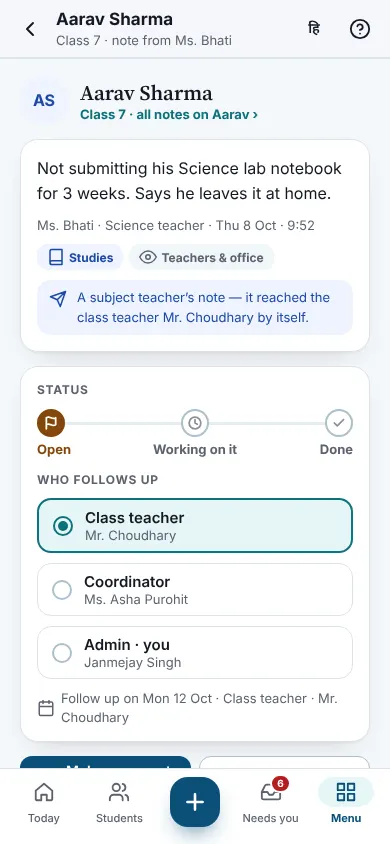 Aarav Sharma
Class 7 · note from Ms. Bhati
हि
AS
Aarav Sharma
Class 7 · all notes on Aarav ›
Not submitting his Science lab notebook
for 3 weeks. Says he leaves it at home.
Ms. Bhati · Science teacher · Thu 8 Oct · 9:52
Studies
Teachers & office
A subject teacher's note — it reached the
class teacher Mr. Choudhary by itself.
STATUS
Open
Working on it
Done
WHO FOLLOWS UP
Class teacher
Mr. Choudhary
Coordinator
Ms. Asha Purohit
Admin · you
Janmejay Singh
Follow up on Mon 12 Oct · Class teacher · Mr.
Choudhary
6
Today
Students
Needs you
Menu